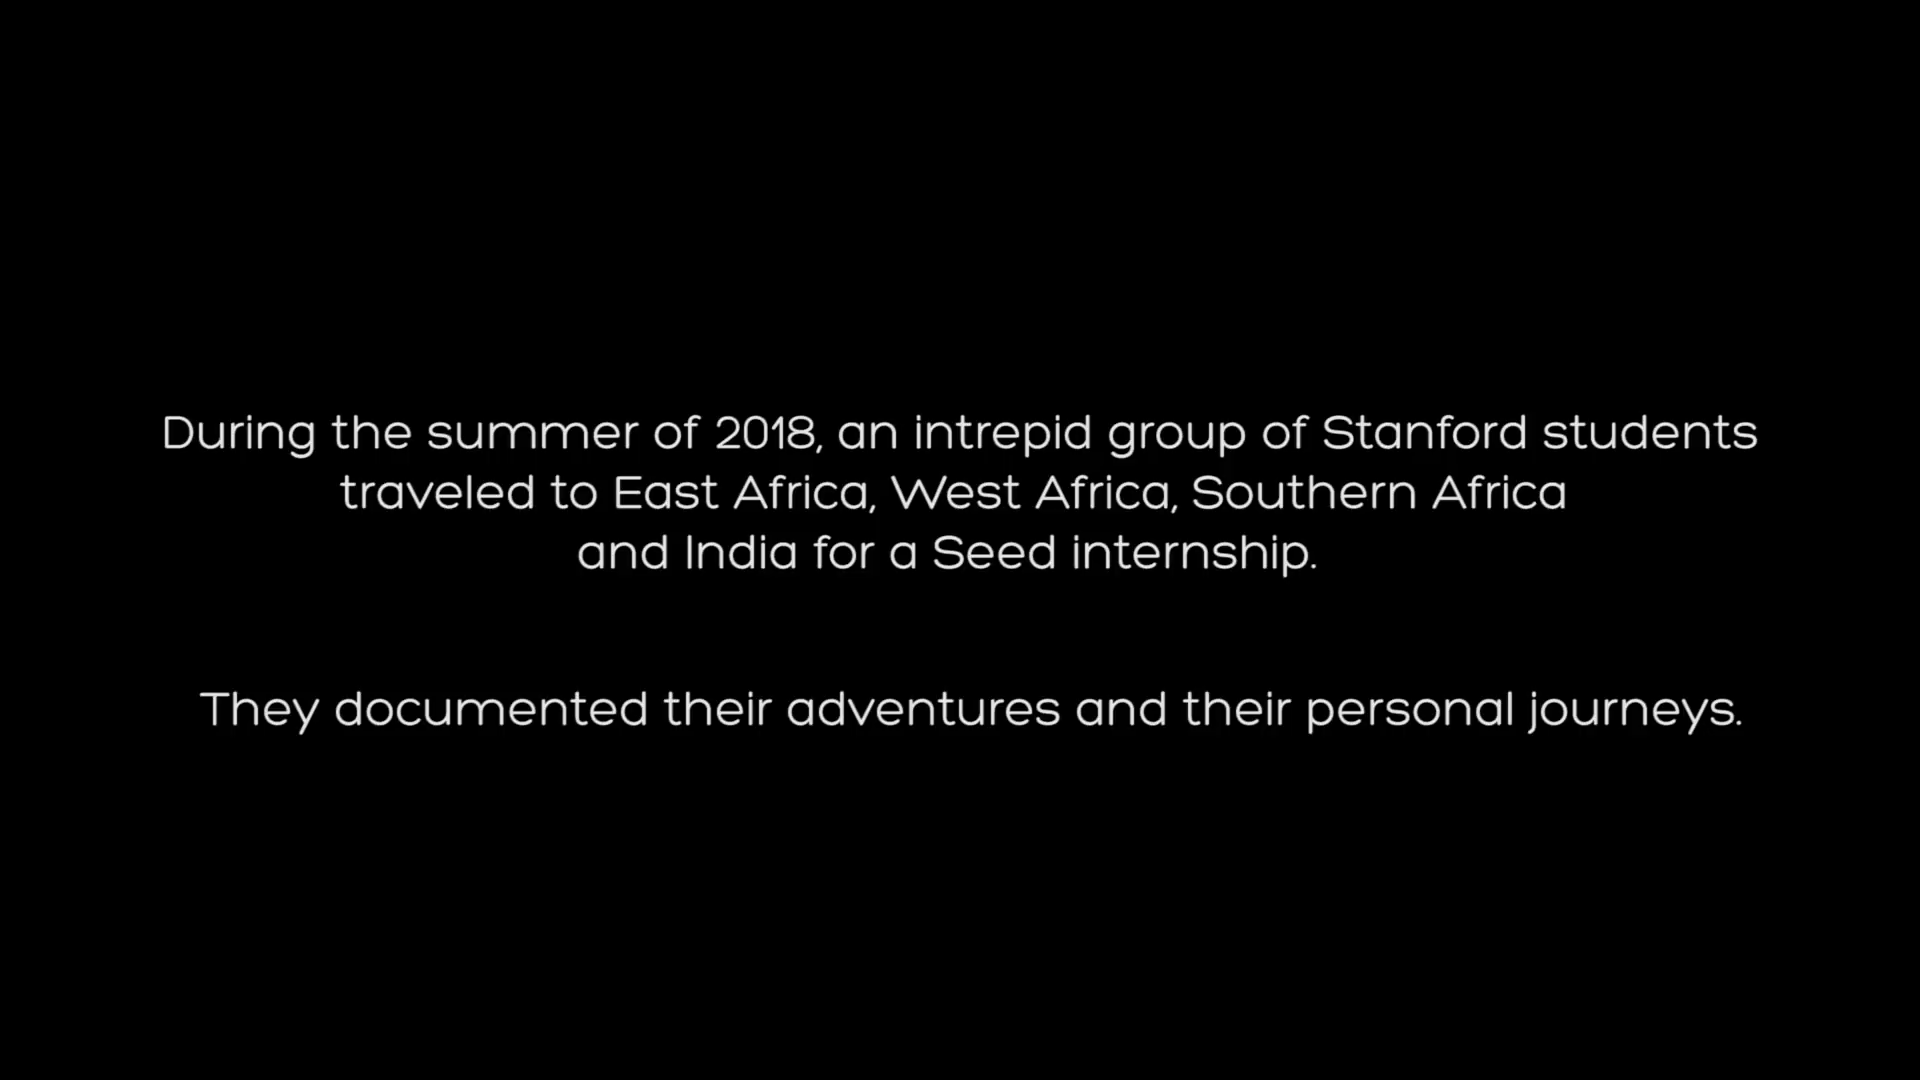 During the summer of 2018, an intrepid group of Stanford students
traveled to East Africa, West Africa, Southern Africa
and India for a Seed internship.
They documented their adventures and their personal journeys.